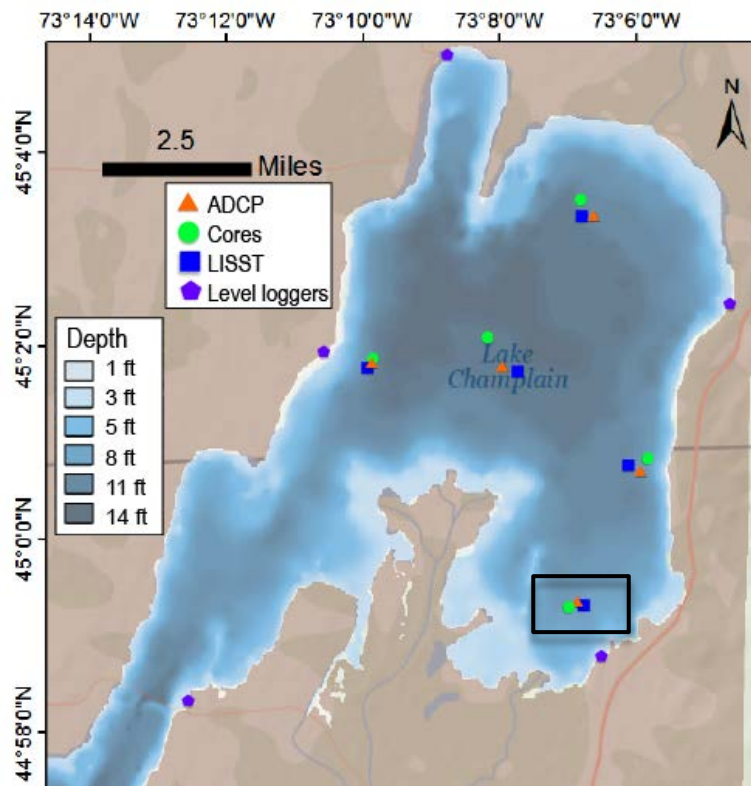 73°14'0"W 73°12'0"W 73°10'0"W 73°8'0"W 73°6'0"W
N
45°4'0"N
2.5
Miles
ADCP
Cores
LISST
Level loggers
45°2'0"N
Depth
1 ft
3 ft
5 ft
8 ft
11 ft
14 ft
Lake
Champlain
45°0'0"N
44°58'0"N